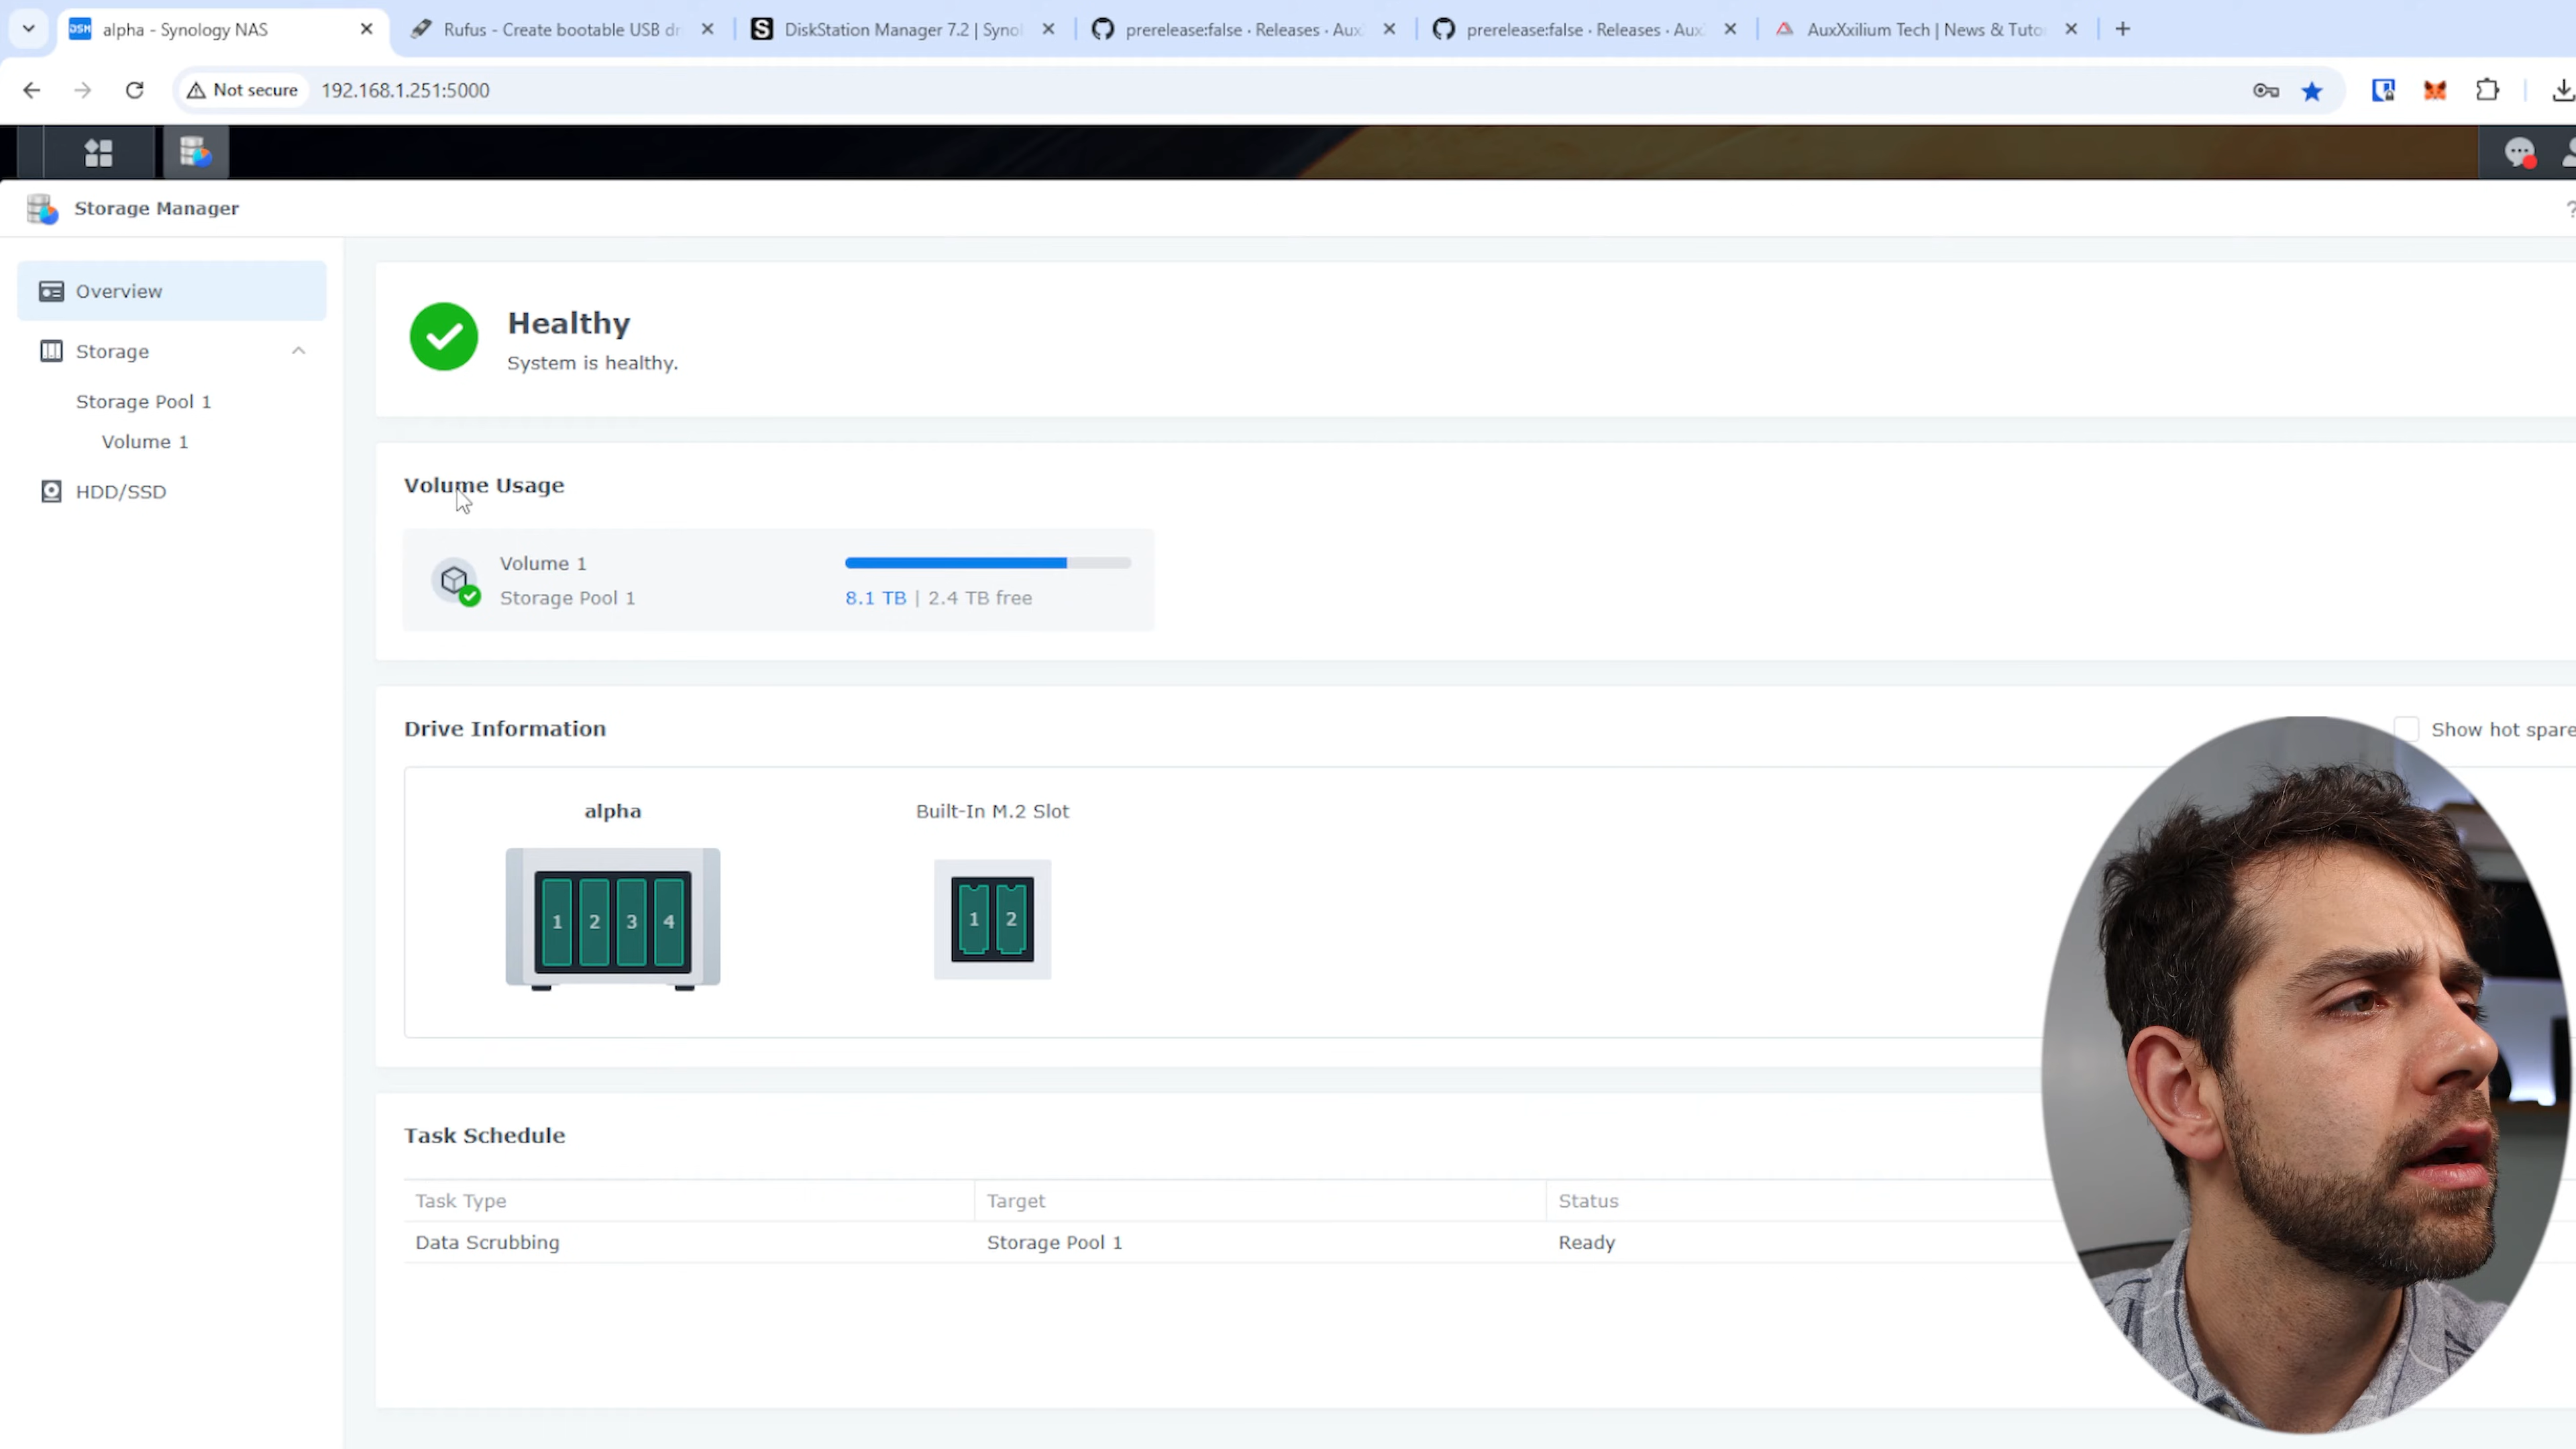 alpha - Synology NAS
Rufus - Create bootable USB dr
DiskStation Manager 7.2 | Synol
prerelease:false · Releases · Aux
prerelease:false · Releases · Aux
AuxXxilium Tech | News & Tuto
Not secure
192.168.1.251:5000
Storage Manager
?
Overview
Storage
Storage Pool 1
Volume 1
HDD/SSD
Healthy
System is healthy.
Volume Usage
Volume 1
Storage Pool 1
8.1 TB | 2.4 TB free
Drive Information
Show hot spare
alpha
Built-In M.2 Slot
1 2 3 4
1 2
Task Schedule
Task Type Target Status
Data Scrubbing Storage Pool 1 Ready